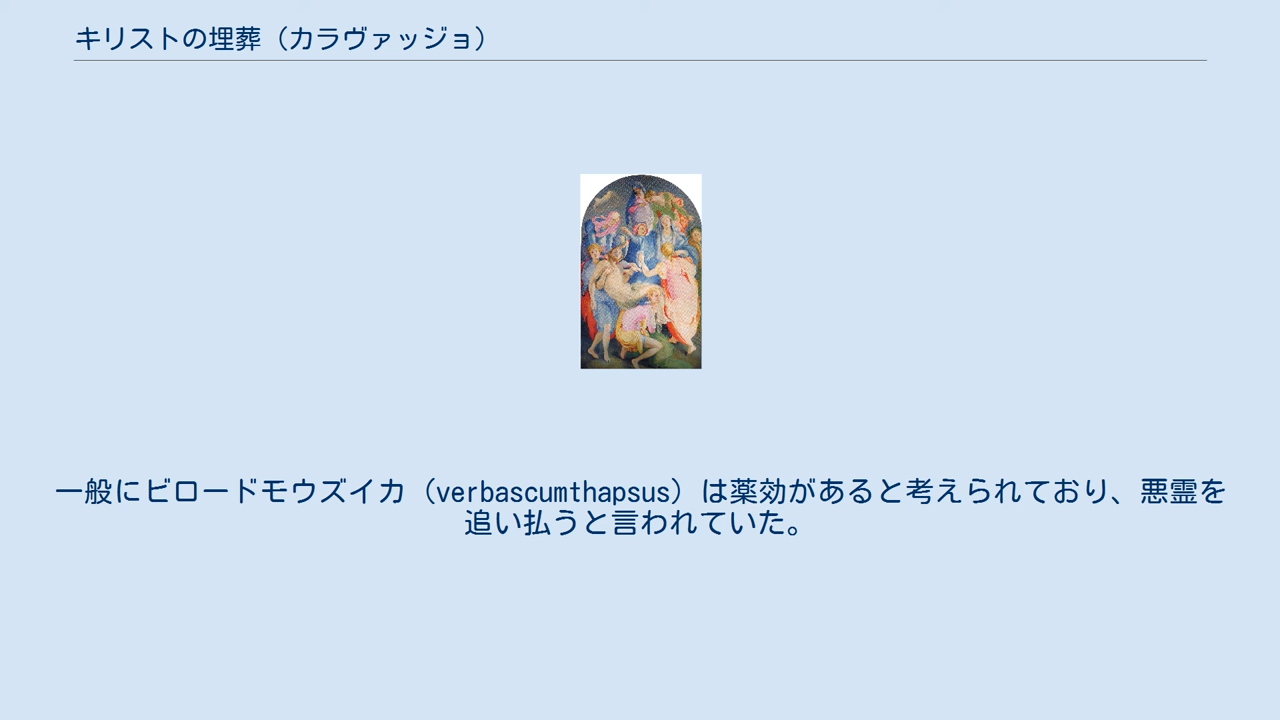 キリストの埋葬（カラヴァッジョ）
一般にビロードモウズイカ（verbascumthapsus）は薬効があると考えられており、悪霊を
追い払うと言われていた。